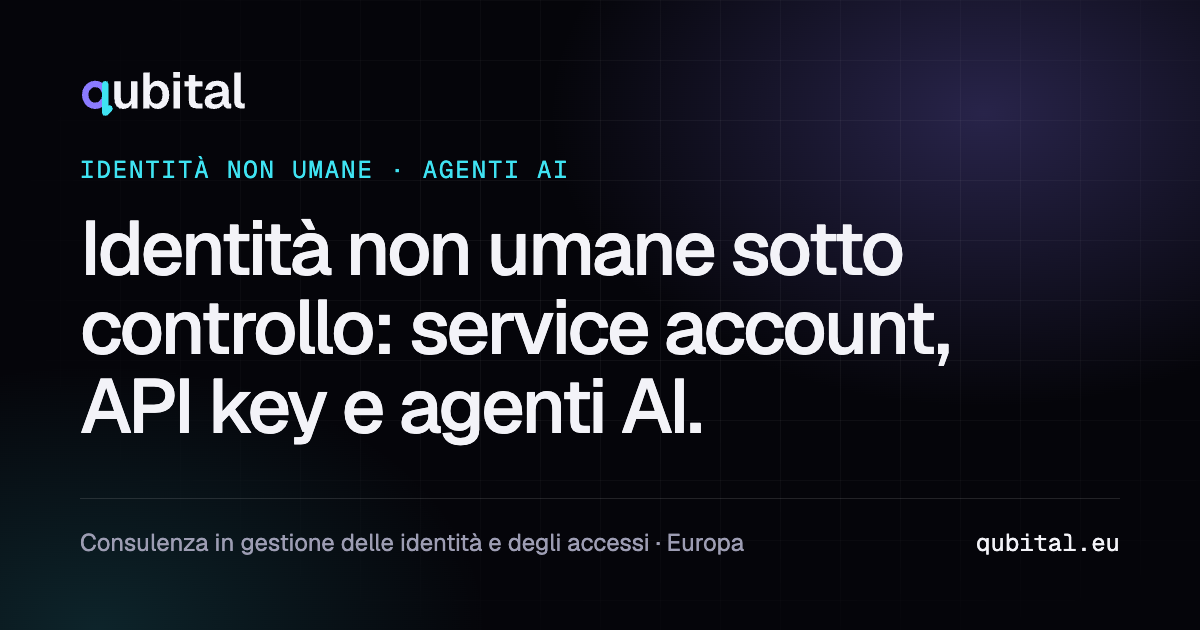 qubital
IDENTITÀ NON UMANE · AGENTI AI
Identità non umane sotto
controllo: service account,
API key e agenti AI.
Consulenza in gestione delle identità e degli accessi · Europa
qubital.eu